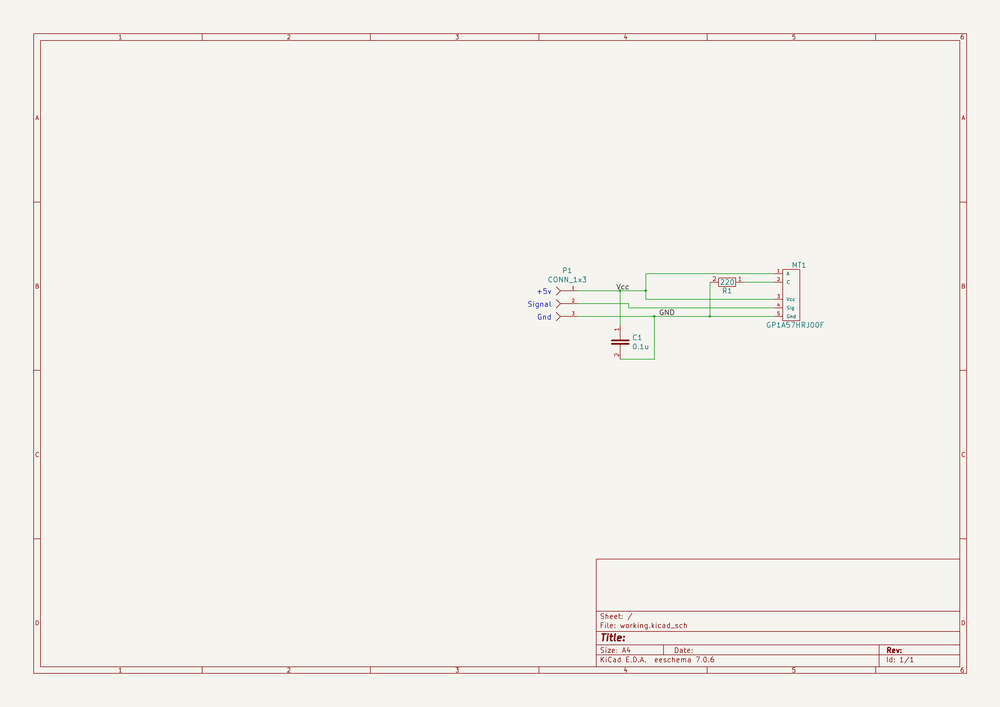 1 2 3 4 5 6
A A
MT1
P1
CONN_1x3
1 A
2 220 1 2 C
R1
+5v 1 Vcc
3 Vcc
Signal 2
4 Sig
Gnd 3 GND 5 Gnd
GP1A57HRJ00F
B B
1
C1
0.1u
2
C C
D D
Sheet: /
File: working.kicad_sch
Title:
Size: A4 Date: Rev:
KiCad E.D.A. eeschema 7.0.6 Id: 1/1
1 2 3 4 5 6